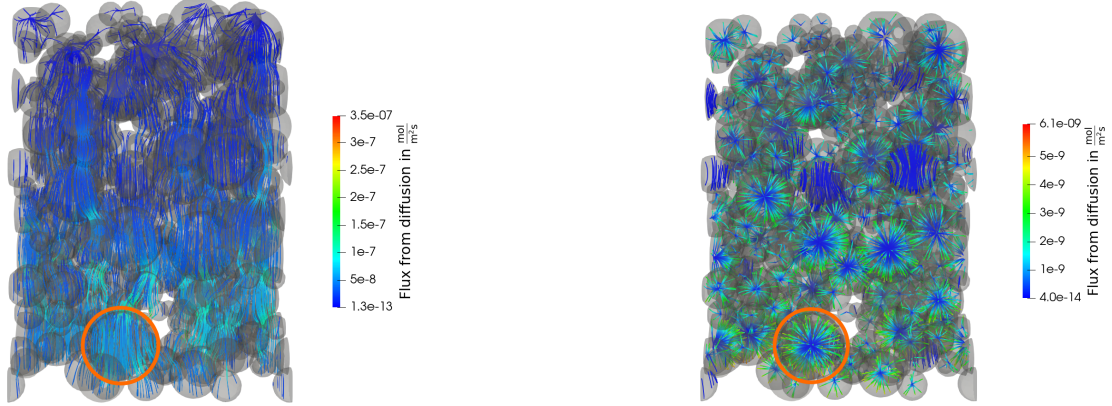 3.5e-07
3e-7
2.5e-7
1.5e-7
1e-7
5e-8
1.3e-13
Flux from diffusion in mol/m²s
6.1e-09
5e-9
4e-9
3e-9
2e-9
1e-9
4.0e-14
Flux from diffusion in mol/m²s